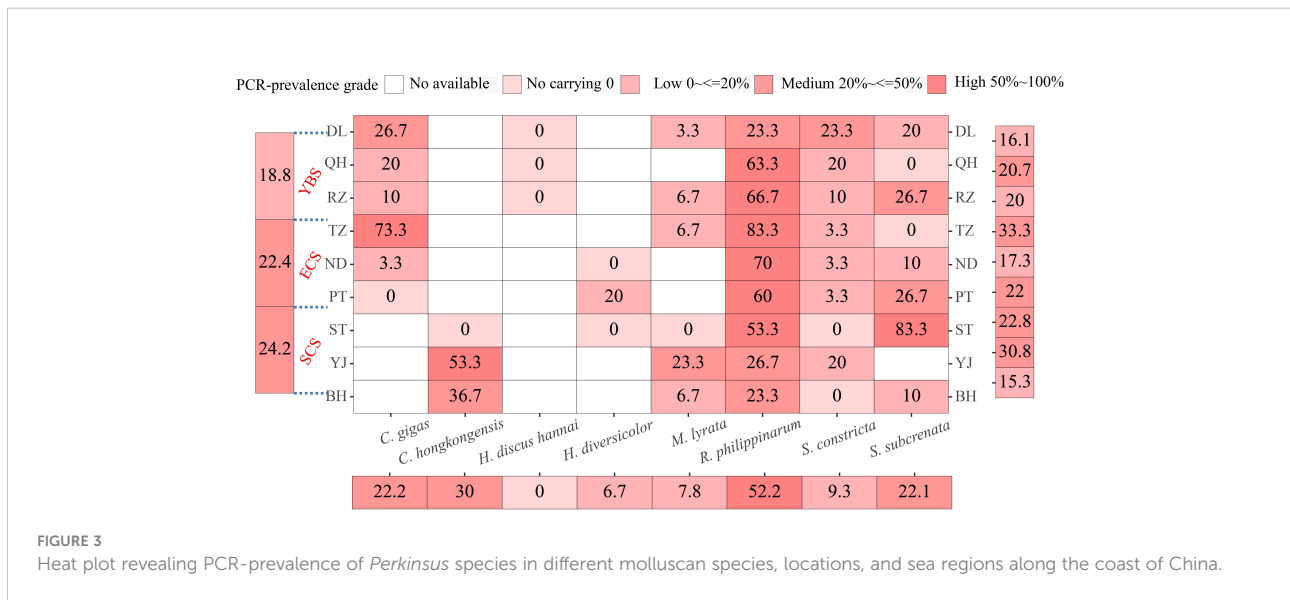 PCR-prevalence grade No available No carrying 0 Low 0~<=20% Medium 20%~<=50% High 50%~100%
18.8 YBS
22.4 ECS
24.2 SCS
DL 26.7 0 3.3 23.3 23.3 20 DL 16.1
QH 20 0 63.3 20 0 QH 20.7
RZ 10 0 6.7 66.7 10 26.7 RZ 20
TZ 73.3 6.7 83.3 3.3 0 TZ 33.3
ND 3.3 0 70 3.3 10 ND 17.3
PT 0 20 60 3.3 26.7 PT 22
ST 0 0 0 53.3 0 83.3 ST 22.8
YJ 53.3 23.3 26.7 20 YJ 30.8
BH 36.7 6.7 23.3 0 10 BH 15.3
C. gigas C. hongkongensis H. discus hannai H. diversicolor M. lyrata R. philippinarum S. constricta S. subcrenata
22.2 30 0 6.7 7.8 52.2 9.3 22.1
FIGURE 3
Heat plot revealing PCR-prevalence of Perkinsus species in different molluscan species, locations, and sea regions along the coast of China.